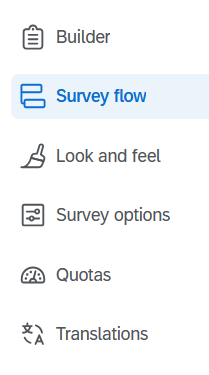 Builder
Survey flow
Look and feel
Survey options
Quotas
Translations